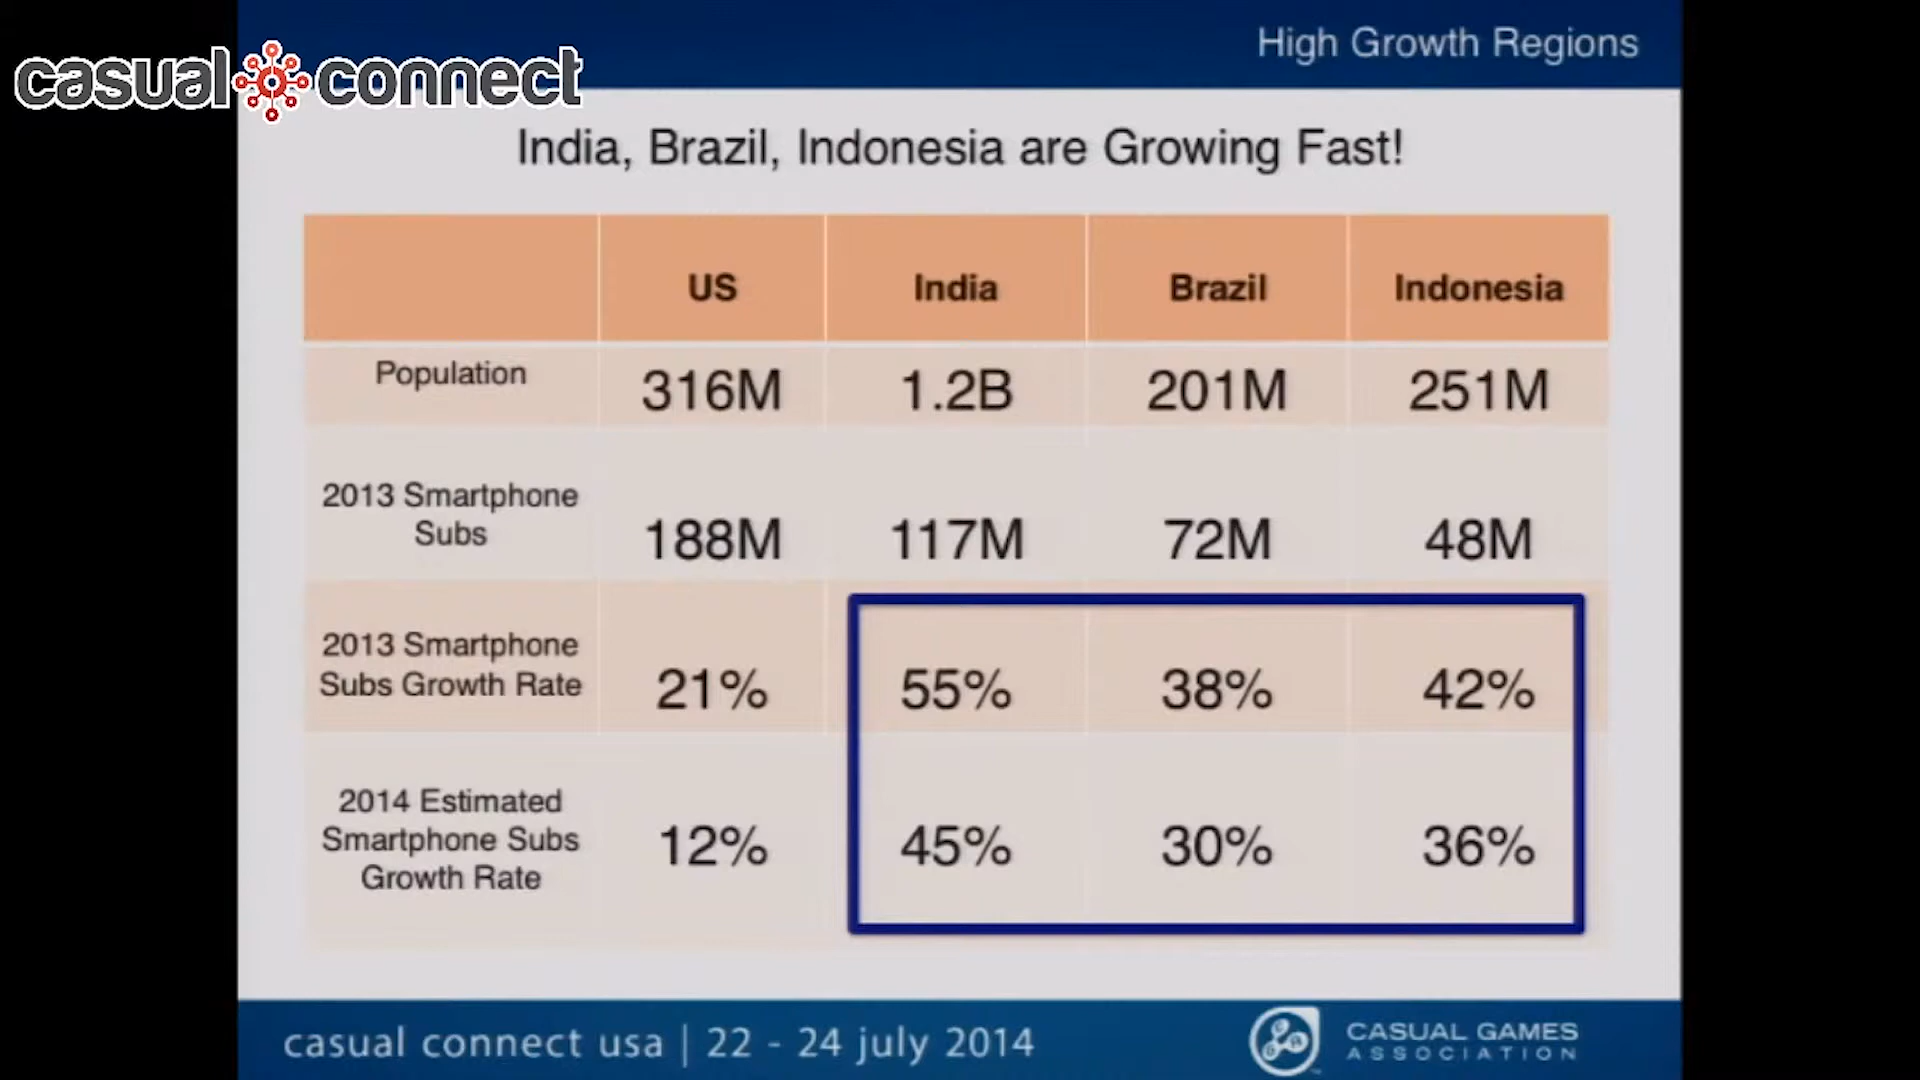 High Growth Regions
casual connect
India, Brazil, Indonesia are Growing Fast!
US India Brazil Indonesia
Population 316M 1.2B 201M 251M
2013 Smartphone
Subs 188M 117M 72M 48M
2013 Smartphone
Subs Growth Rate 21% 55% 38% 42%
2014 Estimated
Smartphone Subs 12% 45% 30% 36%
Growth Rate
casual connect usa | 22 - 24 july 2014
CASUAL GAMES
ASSOCIATION